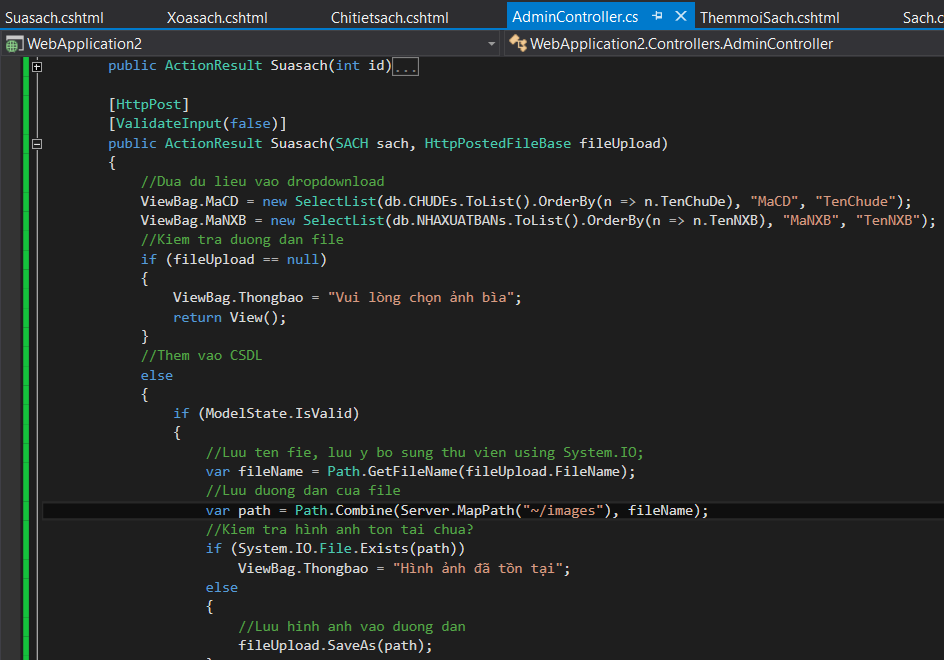 Suasach.cshtml Xoasach.cshtml Chitietsach.cshtml AdminController.cs ThemmoiSach.cshtml Sach.c
WebApplication2 WebApplication2.Controllers.AdminController
public ActionResult Suasach(int id)...
[HttpPost]
[ValidateInput(false)]
public ActionResult Suasach(SACH sach, HttpPostedFileBase fileUpload)
{
//Dua du lieu vao dropdownload
ViewBag.MaCD = new SelectList(db.CHUDEs.ToList().OrderBy(n => n.TenChuDe), "MaCD", "TenChude");
ViewBag.MaNXB = new SelectList(db.NHAXUATBANs.ToList().OrderBy(n => n.TenNXB), "MaNXB", "TenNXB");
//Kiem tra duong dan file
if (fileUpload == null)
{
ViewBag.Thongbao = "Vui lòng chọn ảnh bìa";
return View();
}
//Them vao CSDL
else
{
if (ModelState.IsValid)
{
//Luu ten fie, luu y bo sung thu vien using System.IO;
var fileName = Path.GetFileName(fileUpload.FileName);
//Luu duong dan cua file
var path = Path.Combine(Server.MapPath("~/images"), fileName);
//Kiem tra hình anh ton tai chua?
if (System.IO.File.Exists(path))
ViewBag.Thongbao = "Hình ảnh đã tồn tại";
else
{
//Luu hinh anh vao duong dan
fileUpload.SaveAs(path);